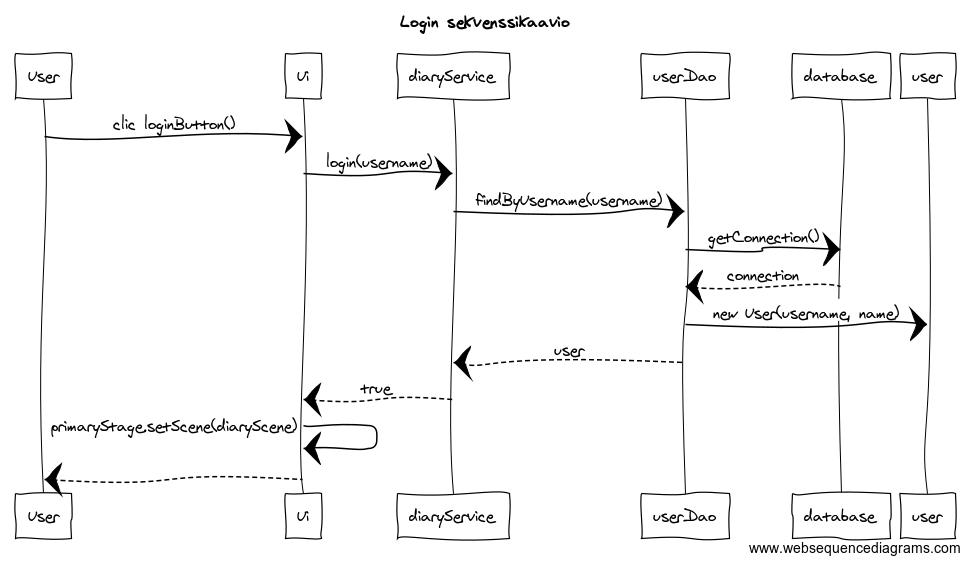 Login sekvenssikaavio
User
Ui
diaryService
userDao
database
user
clic loginButton()
login(username)
findByUsername(username)
getConnection()
connection
new User(username, name)
user
true
primaryStage.setScene(diaryScene)
User
Ui
diaryService
userDao
database
user
www.websequencediagrams.com